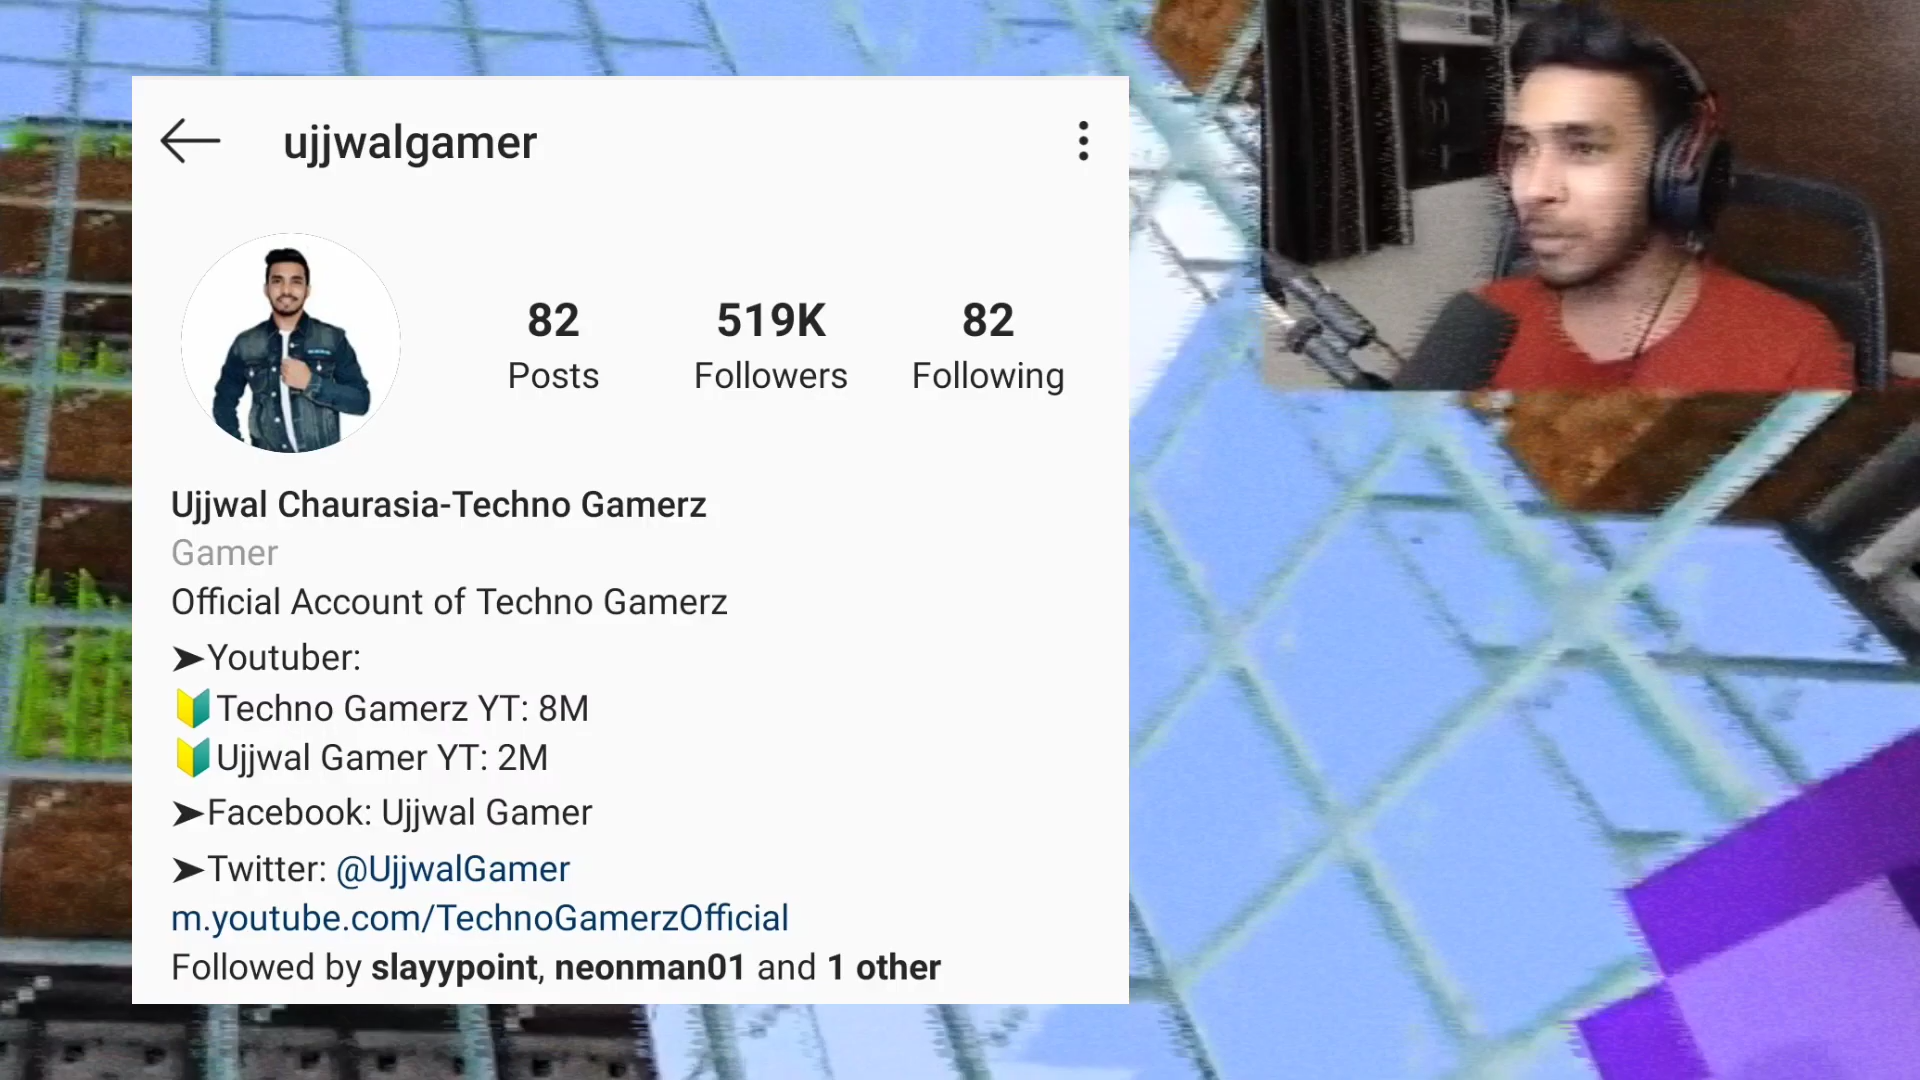 ujjwalgamer
82 519K 82
Posts Followers Following
Ujjwal Chaurasia-Techno Gamerz
Gamer
Official Account of Techno Gamerz
➤Youtuber:
🔰Techno Gamerz YT: 8M
🔰Ujjwal Gamer YT: 2M
➤Facebook: Ujjwal Gamer
➤Twitter: @UjjwalGamer
m.youtube.com/TechnoGamerzOfficial
Followed by slayypoint, neonman01 and 1 other